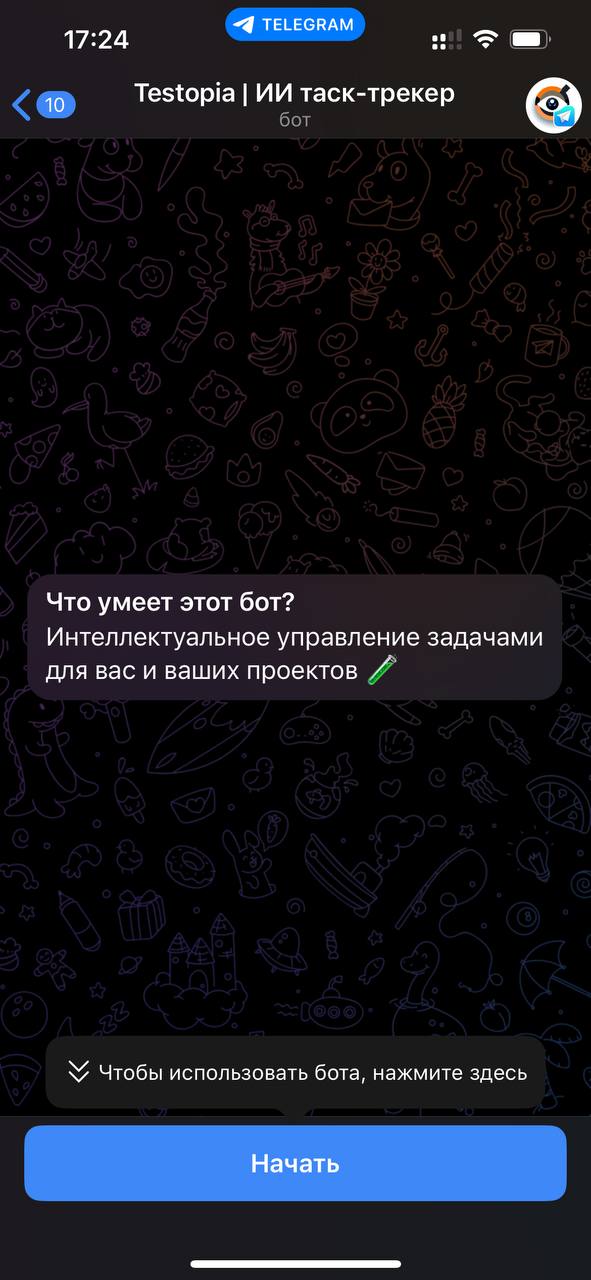 17:24
TELEGRAM
10
Testopia | ИИ таск-трекер
бот
Что умеет этот бот?
Интеллектуальное управление задачами
для вас и ваших проектов
Чтобы использовать бота, нажмите здесь
Начать